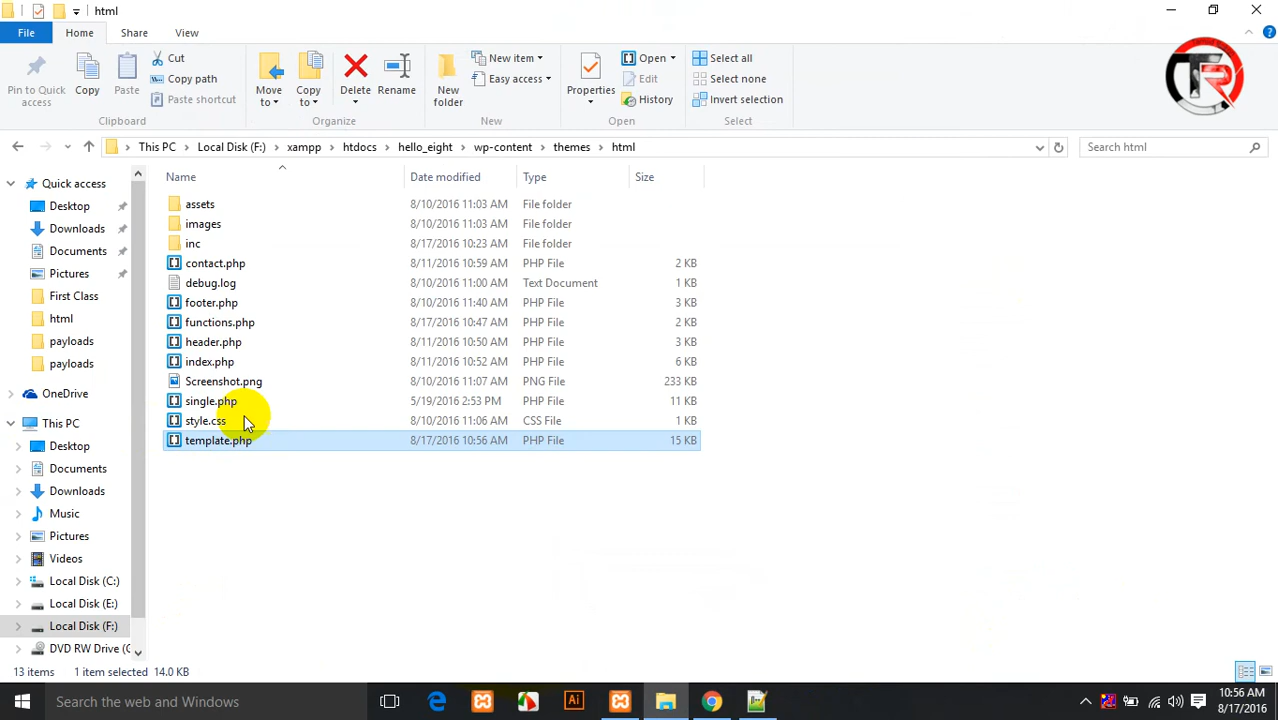 html
File Home Share View
Pin to Quick access
Copy
Paste
Cut
Copy path
Paste shortcut
Clipboard
Move to
Copy to
Delete
Rename
Organize
New folder
New item
Easy access
New
Properties
Open
Edit
History
Open
Select all
Select none
Invert selection
Select
TR
This PC > Local Disk (F:) > xampp > htdocs > hello_eight > wp-content > themes > html
Search html
Name Date modified Type Size
assets 8/10/2016 11:03 AM File folder
images 8/10/2016 11:03 AM File folder
inc 8/17/2016 10:23 AM File folder
contact.php 8/11/2016 10:59 AM PHP File 2 KB
debug.log 8/10/2016 11:00 AM Text Document 1 KB
footer.php 8/10/2016 11:40 AM PHP File 3 KB
functions.php 8/17/2016 10:47 AM PHP File 2 KB
header.php 8/11/2016 10:50 AM PHP File 3 KB
index.php 8/11/2016 10:52 AM PHP File 6 KB
Screenshot.png 8/10/2016 11:07 AM PNG File 233 KB
single.php 5/19/2016 2:53 PM PHP File 11 KB
style.css 8/10/2016 11:06 AM CSS File 1 KB
template.php 8/17/2016 10:56 AM PHP File 15 KB
Quick access
Desktop
Downloads
Documents
Pictures
First Class
html
payloads
payloads
OneDrive
This PC
Desktop
Documents
Downloads
Music
Pictures
Videos
Local Disk (C:)
Local Disk (E:)
Local Disk (F:)
DVD RW Drive (G
13 items 1 item selected 14.0 KB
Search the web and Windows
Ai
10:56 AM
8/17/2016